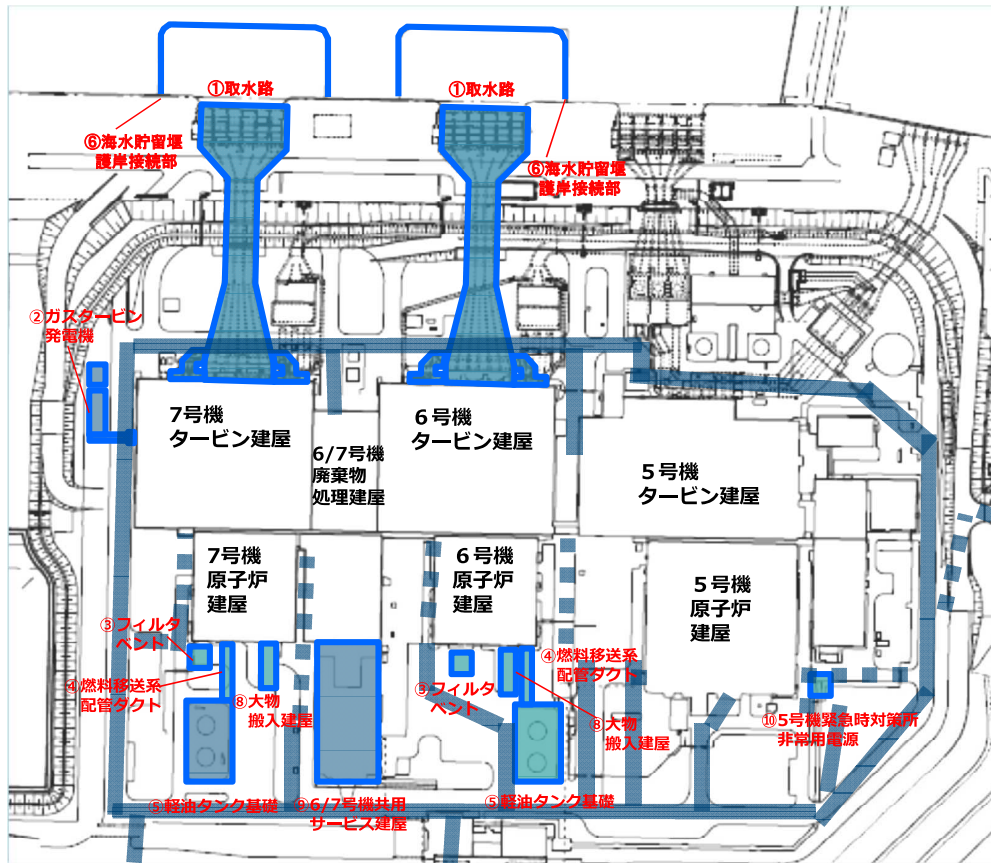 ①取水路
①取水路
⑥海水貯留堰
護岸接続部
⑥海水貯留堰
護岸接続部
②ガスタービン
発電機
7号機
タービン建屋
6/7号機
廃棄物
処理建屋
6号機
タービン建屋
5号機
タービン建屋
7号機
原子炉
建屋
6号機
原子炉
建屋
5号機
原子炉
建屋
③フィルタ
ベント
④燃料移送系
配管ダクト
⑧大物
搬入建屋
③フィルタ
ベント
④燃料移送系
配管ダクト
⑧大物
搬入建屋
⑩5号機緊急時対策所
非常用電源
⑤軽油タンク基礎
⑨6/7号機共用
サービス建屋
⑤軽油タンク基礎